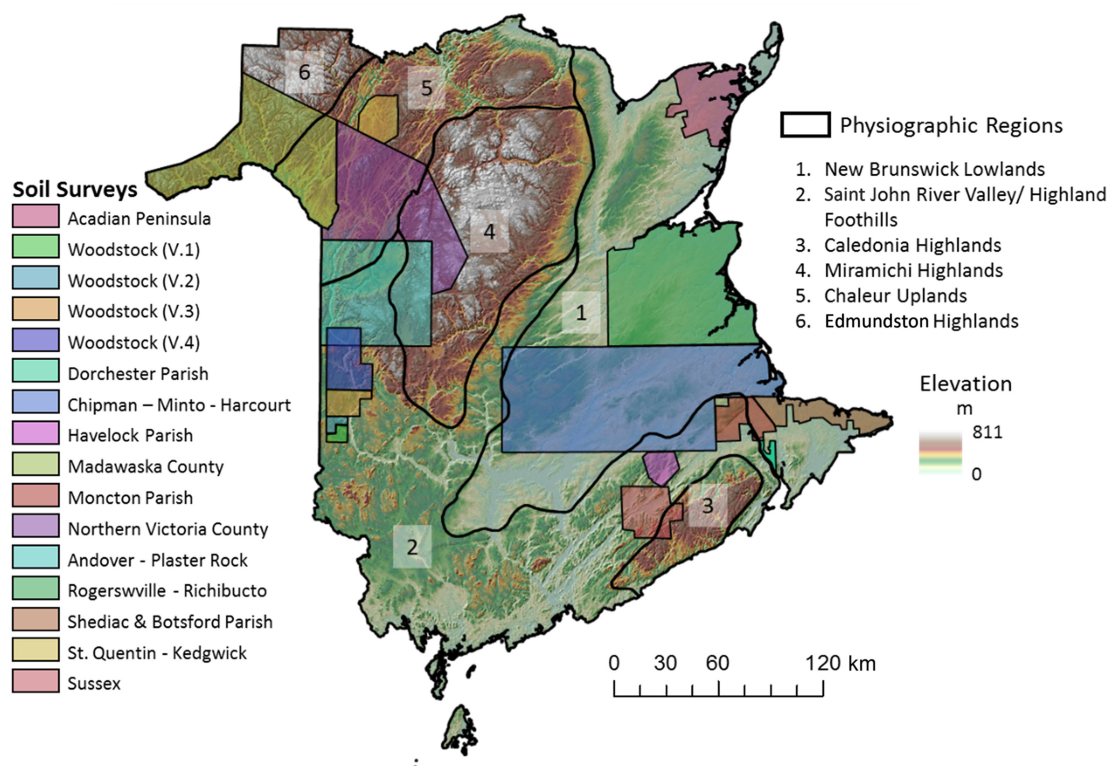 6
5
4
1
3
2
Soil Surveys
Acadian Peninsula
Woodstock (V.1)
Woodstock (V.2)
Woodstock (V.3)
Woodstock (V.4)
Dorchester Parish
Chipman – Minto - Harcourt
Havelock Parish
Madawaska County
Moncton Parish
Northern Victoria County
Andover - Plaster Rock
Rogerswville - Richibucto
Shediac & Botsford Parish
St. Quentin - Kedgwick
Sussex
Physiographic Regions
1. New Brunswick Lowlands
2. Saint John River Valley/ Highland
Foothills
3. Caledonia Highlands
4. Miramichi Highlands
5. Chaleur Uplands
6. Edmundston Highlands
Elevation
m
811
0
0 30 60 120 km